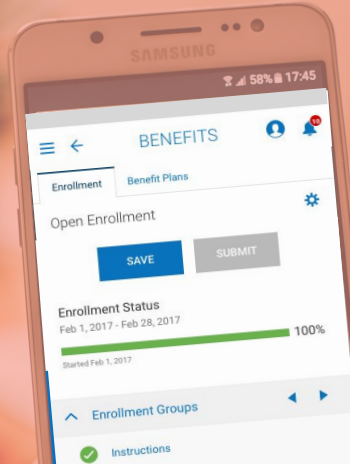 SAMSUNG
58% 17:45
BENEFITS
Enrollment Benefit Plans
Open Enrollment
SAVE SUBMIT
Enrollment Status
Feb 1, 2017 - Feb 28, 2017
100%
Started Feb 1, 2017
Enrollment Groups
Instructions